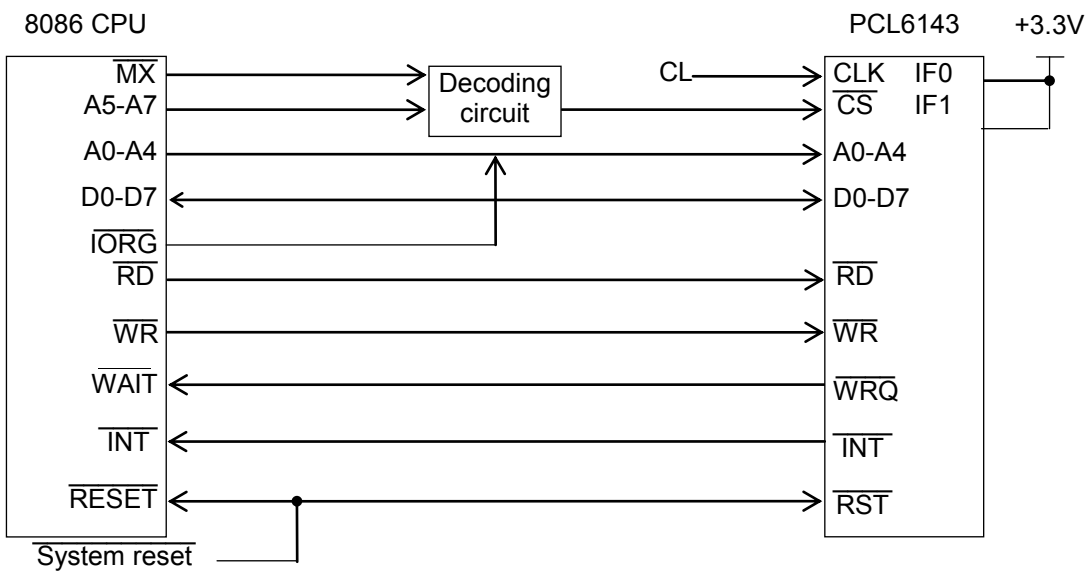 8086 CPU
PCL6143
+3.3V
MX
A5-A7
A0-A4
D0-D7
IORG
RD
WR
WAIT
INT
RESET
System reset
Decoding
circuit
CL
CLK IF0
CS IF1
A0-A4
D0-D7
RD
WR
WRQ
INT
RST